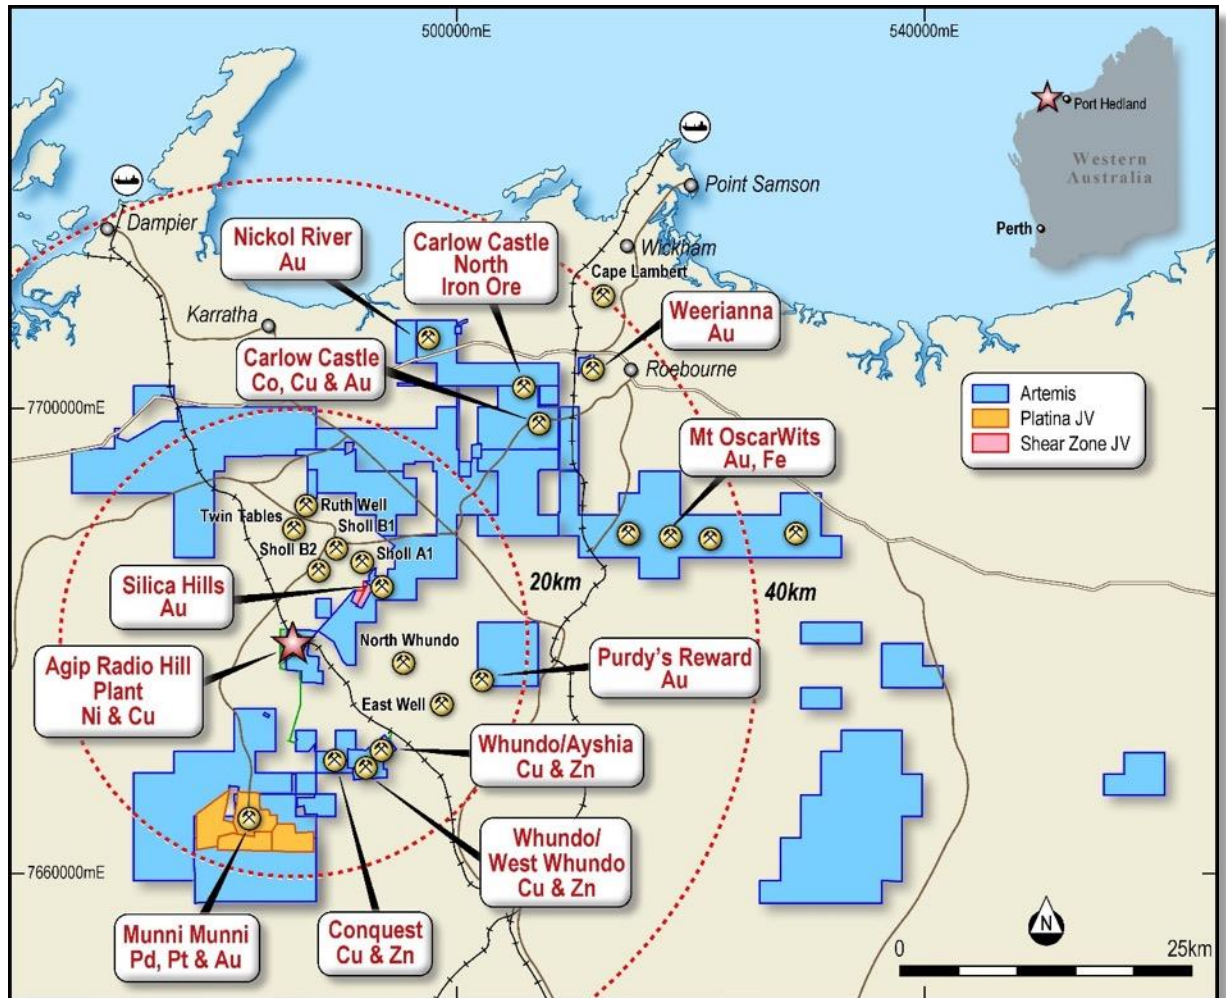 500000mE
540000mE
Port Hedland
Western
Australia
Perth
Point Samson
Dampier
Nickol River
Au
Carlow Castle
North
Iron Ore
Wickham
Cape Lambert
Weerianna
Au
Karratha
Carlow Castle
Co, Cu & Au
Roebourne
Artemis
Platina JV
Shear Zone JV
7700000mE
Mt OscarWits
Au, Fe
Ruth Well
Twin Tables
Sholl B1
Sholl B2
Sholl A1
Silica Hills
Au
20km
40km
North Whundo
Agip Radio Hill
Plant
Ni & Cu
Purdy's Reward
Au
East Well
Whundo/Ayshia
Cu & Zn
Whundo/
West Whundo
Cu & Zn
7660000mE
Munni Munni
Pd, Pt & Au
Conquest
Cu & Zn
N
0
25km